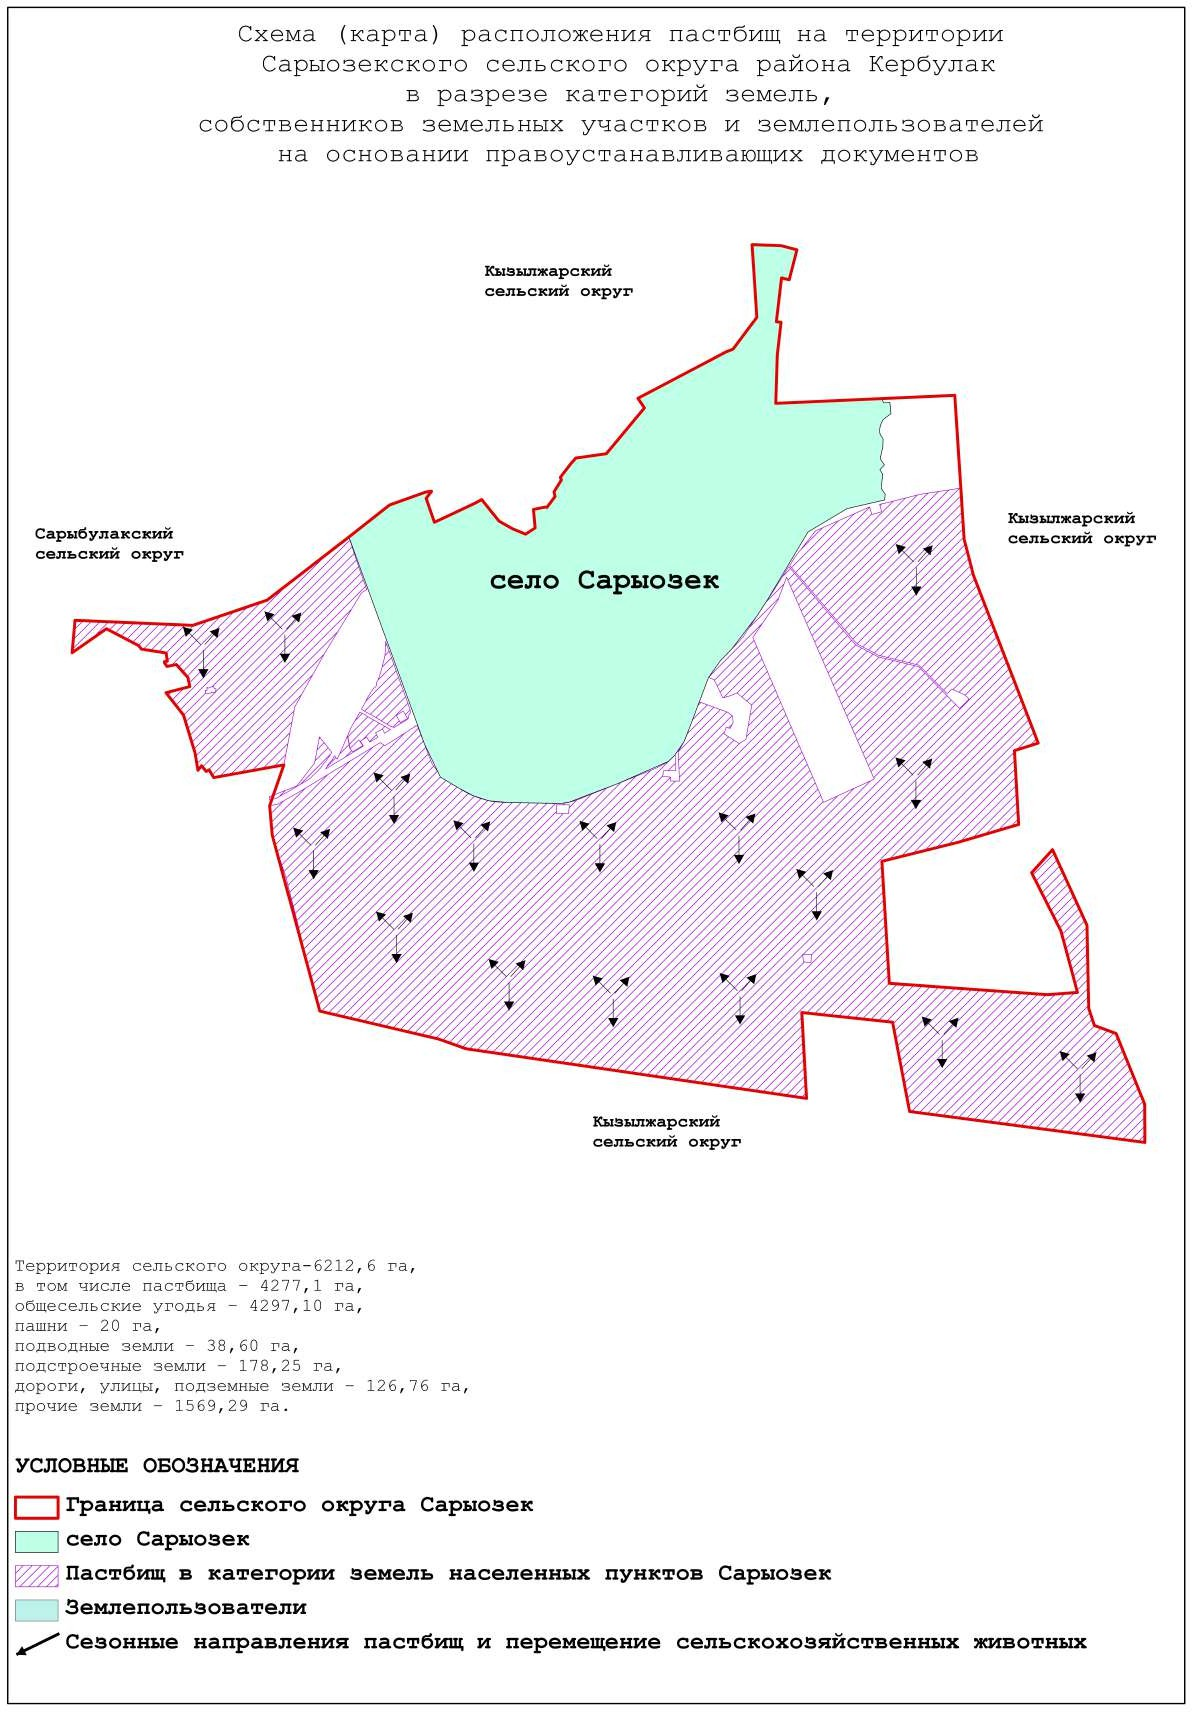 Схема (карта) расположения пастбищ на территории
Сарыозекского сельского округа района Кербулак
в разрезе категорий земель,
собственников земельных участков и землепользователей
на основании правоустанавливающих документов
Кызылжарский
сельский округ
Сарыбулакский
сельский округ
Кызылжарский
сельский округ
село Сарыозек
Кызылжарский
сельский округ
Территория сельского округа-6212,6 га,
в том числе пастбища – 4277,1 га,
общесельские угодья – 4297,10 га,
пашни – 20 га,
подводные земли – 38,60 га,
подстроечные земли – 178,25 га,
дороги, улицы, подземные земли – 126,76 га,
прочие земли – 1569,29 га.
УСЛОВНЫЕ ОБОЗНАЧЕНИЯ
Граница сельского округа Сарыозек
село Сарыозек
Пастбищ в категории земель населенных пунктов Сарыозек
Землепользователи
Сезонные направления пастбищ и перемещение сельскохозяйственных животных